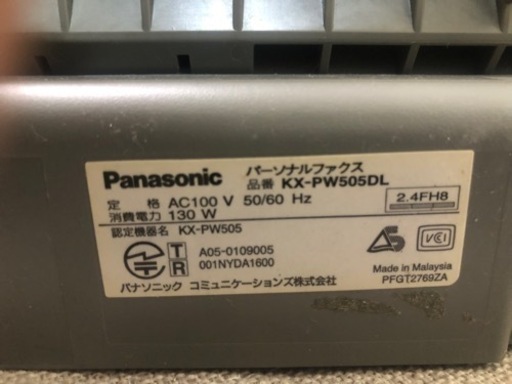 Panasonic パーソナルファクス
品番 KX-PW505DL
定 格 AC100 V 50/60 Hz
消費電力 130 W
2.4FH8
認定機器名 KX-PW505
T A05-0109005
R 001NYDA1600
VCCI
パナソニック コミュニケーションズ株式会社
Made in Malaysia
PFGT2769ZA